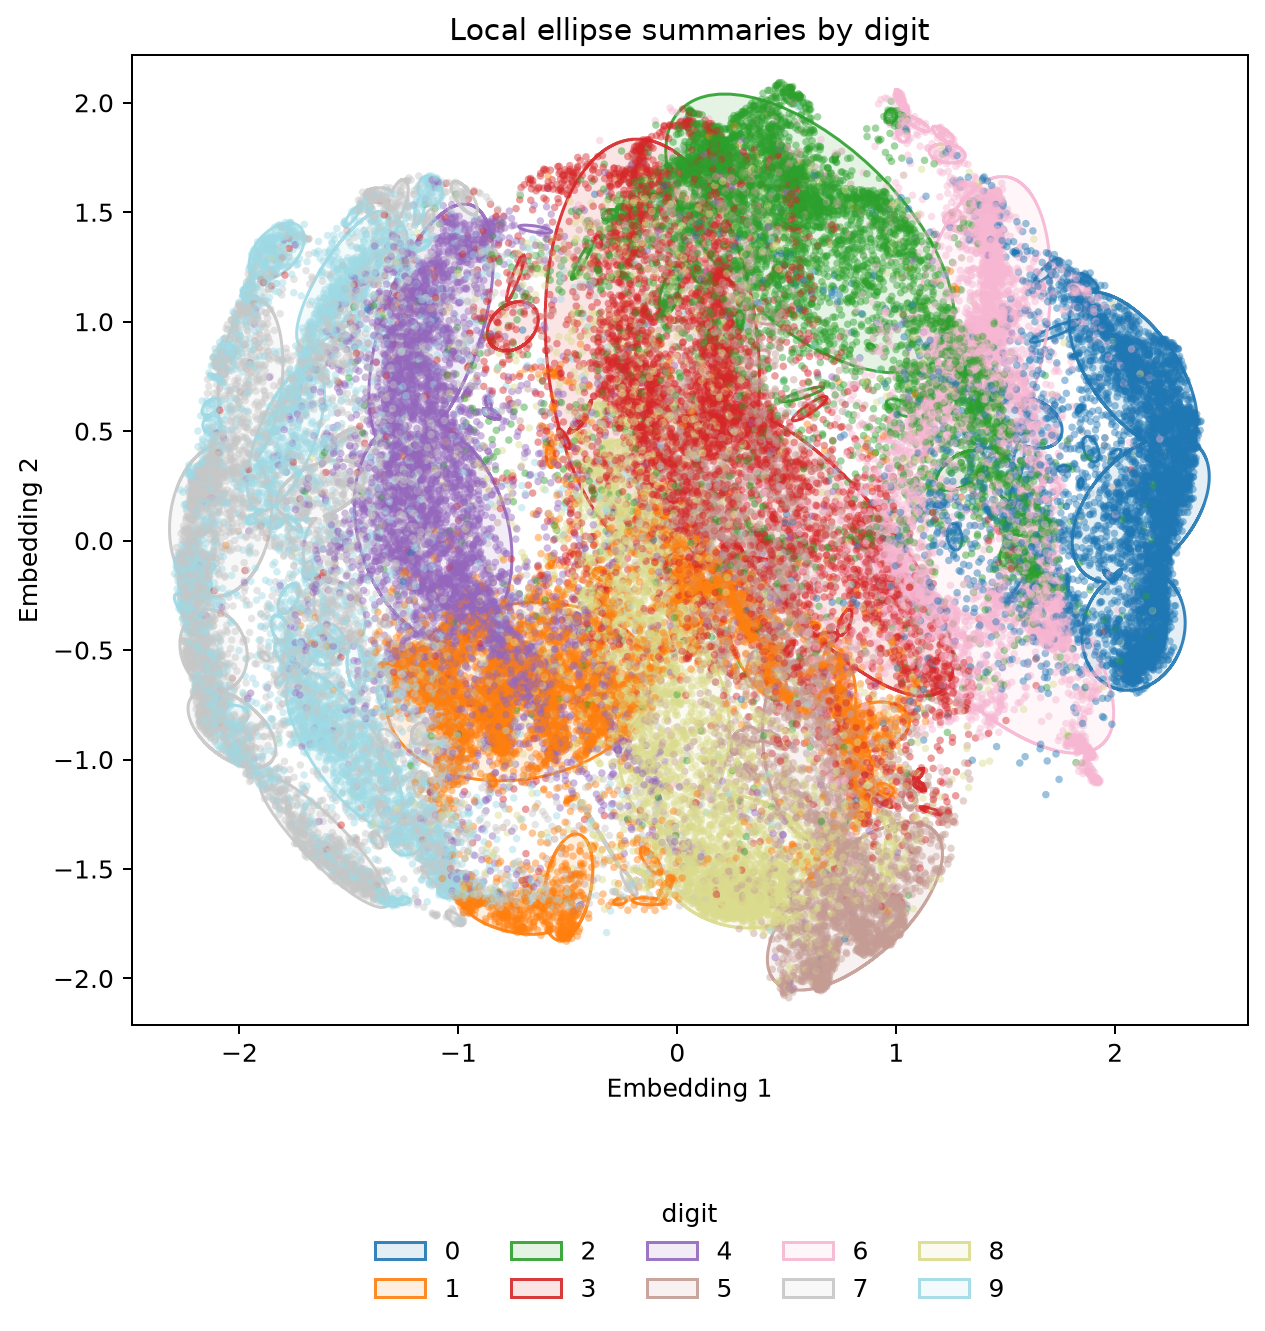 Local ellipse summaries by digit
2.0
1.5
1.0
0.5
0.0
−0.5
−1.0
−1.5
−2.0
Embedding 2
−2 −1 0 1 2
Embedding 1
digit
0 2 4 6 8
1 3 5 7 9